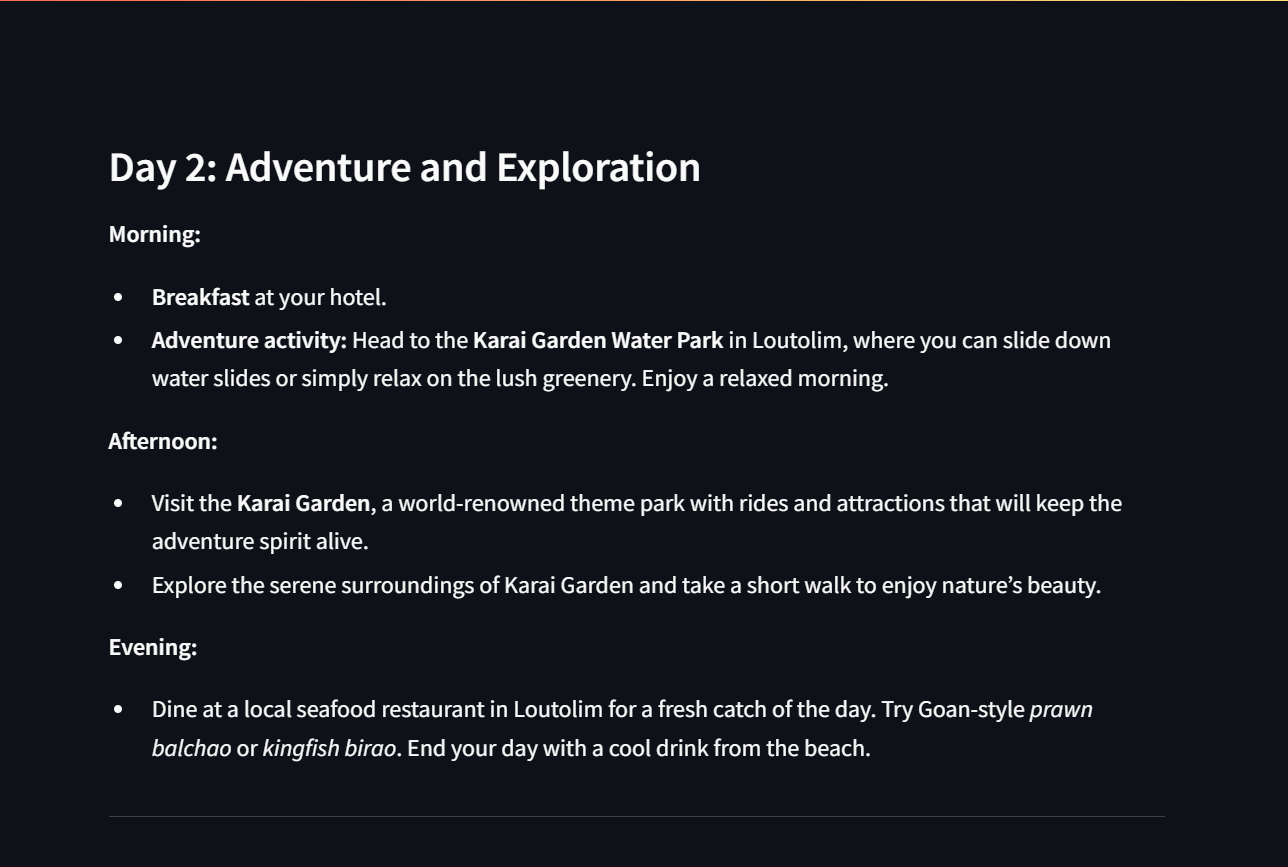 Day 2: Adventure and Exploration
Morning:
• Breakfast at your hotel.
• Adventure activity: Head to the Karai Garden Water Park in Loutolim, where you can slide down
water slides or simply relax on the lush greenery. Enjoy a relaxed morning.
Afternoon:
• Visit the Karai Garden, a world-renowned theme park with rides and attractions that will keep the
adventure spirit alive.
• Explore the serene surroundings of Karai Garden and take a short walk to enjoy nature’s beauty.
Evening:
• Dine at a local seafood restaurant in Loutolim for a fresh catch of the day. Try Goan-style prawn
balchao or kingfish birao. End your day with a cool drink from the beach.